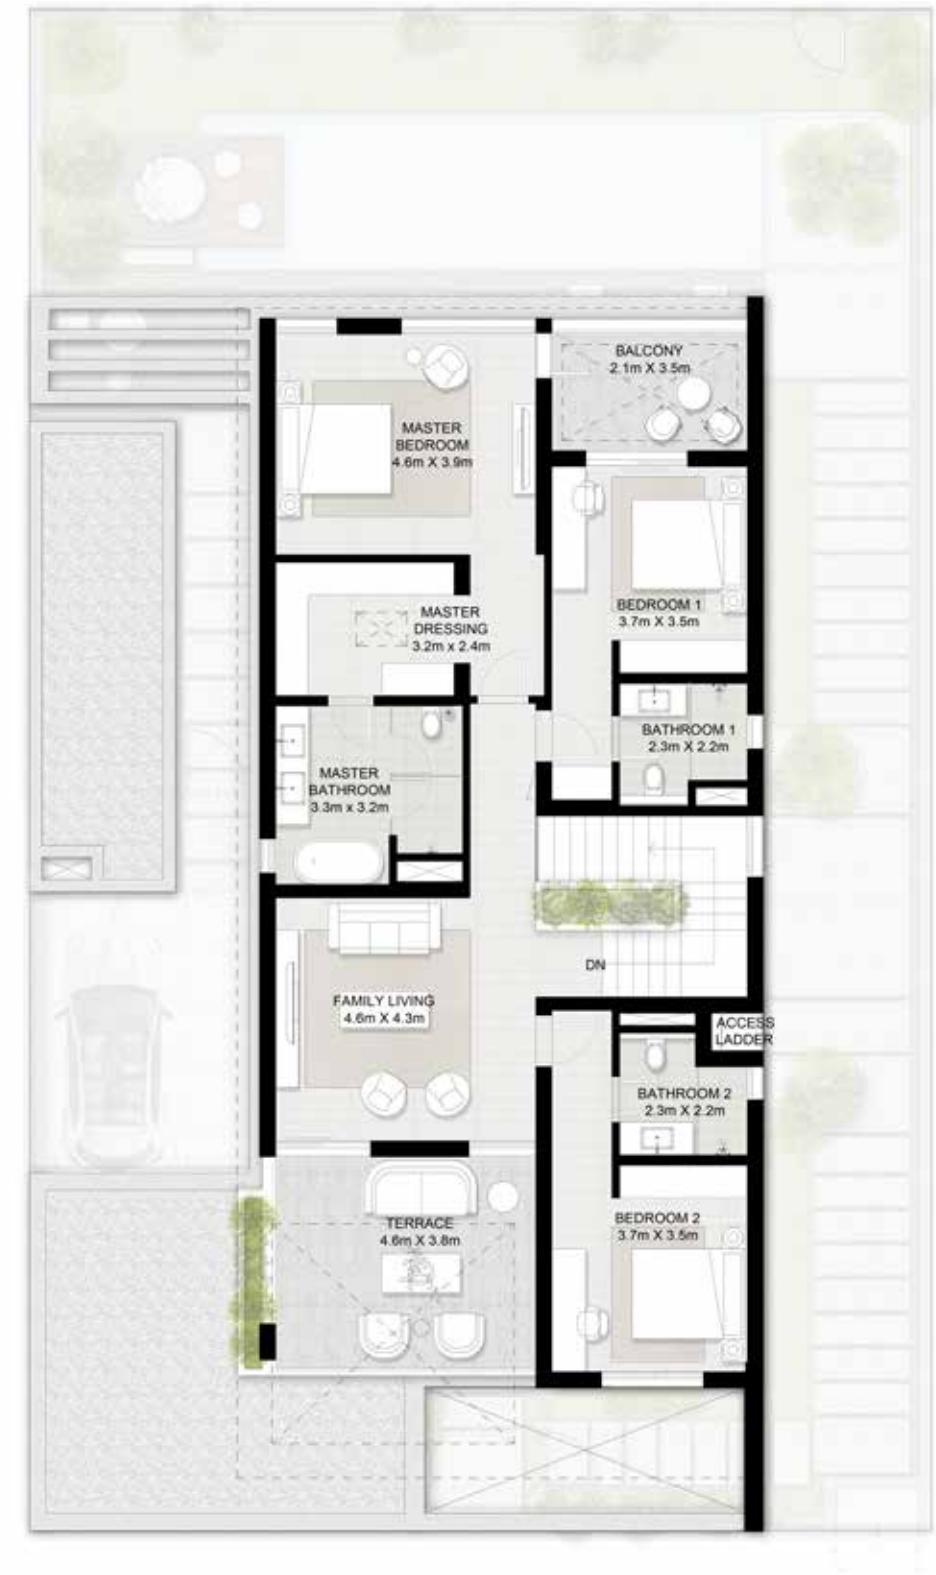 BALCONY
2.1m X 3.5m
MASTER
BEDROOM
4.6m X 3.9m
BEDROOM 1
3.7m X 3.5m
MASTER
DRESSING
3.2m x 2.4m
BATHROOM 1
2.3m X 2.2m
MASTER
BATHROOM
3.3m x 3.2m
DN
FAMILY LIVING
4.6m X 4.3m
ACCESS
LADDER
BATHROOM 2
2.3m X 2.2m
BEDROOM 2
3.7m X 3.5m
TERRACE
4.6m X 3.8m